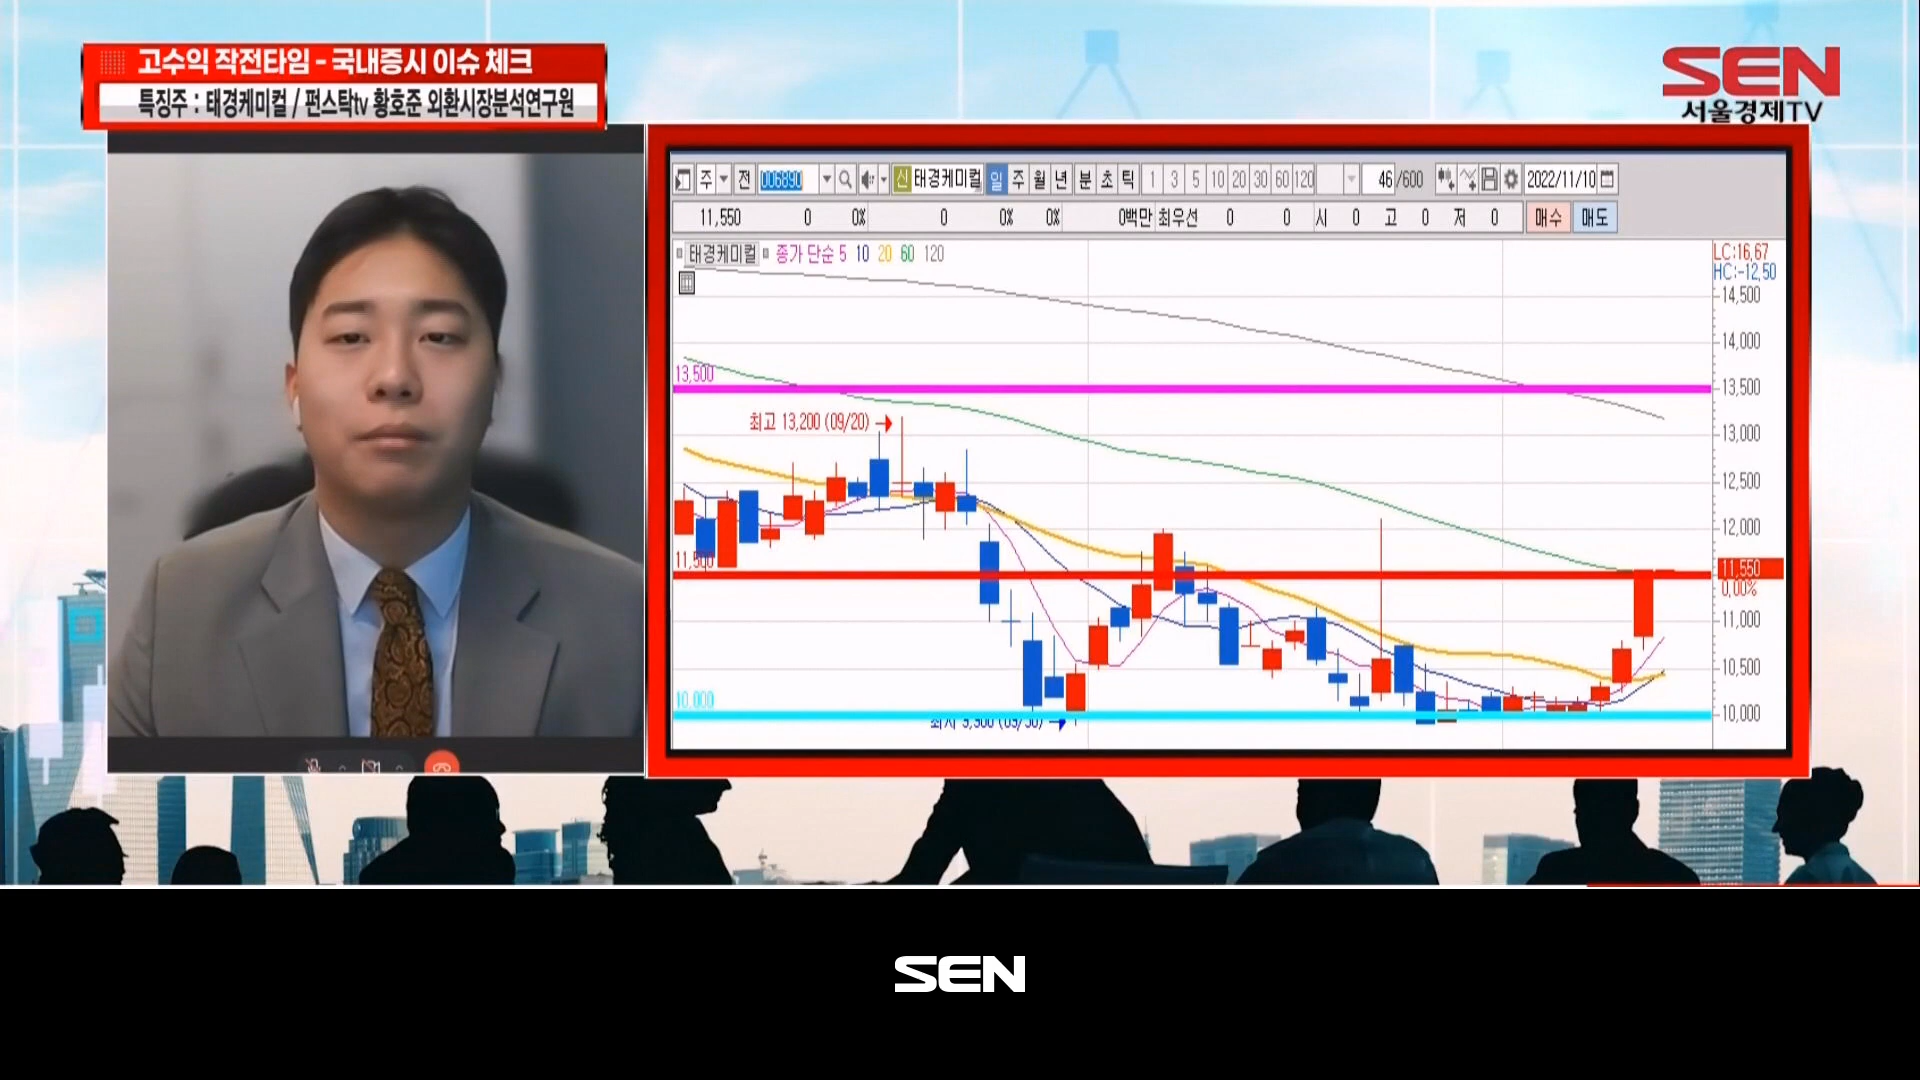 고수익 작전타임 - 국내증시 이슈 체크
특징주 : 태경케미컬 / 펀스탁tv 황호준 외환시장분석연구원
SEN
서울경제TV
주 전 006890 신 태경케미컬 일 주 월 년 분 초 틱 1 3 5 10 20 30 60 120 46 /600 2022/11/10
11,550 0 0% 0 0% 0% 0백만 최우선 0 0 시 0 고 0 저 0 매수 매도
태경케미컬 종가 단순 5 10 20 60 120
LC:16,67
HC:-12,50
14,500
14,000
13,500
13,500
최고 13,200 (09/20)
13,000
12,500
12,000
11,500
11,550
0,00%
11,000
10,500
10,000
10,000
SEN